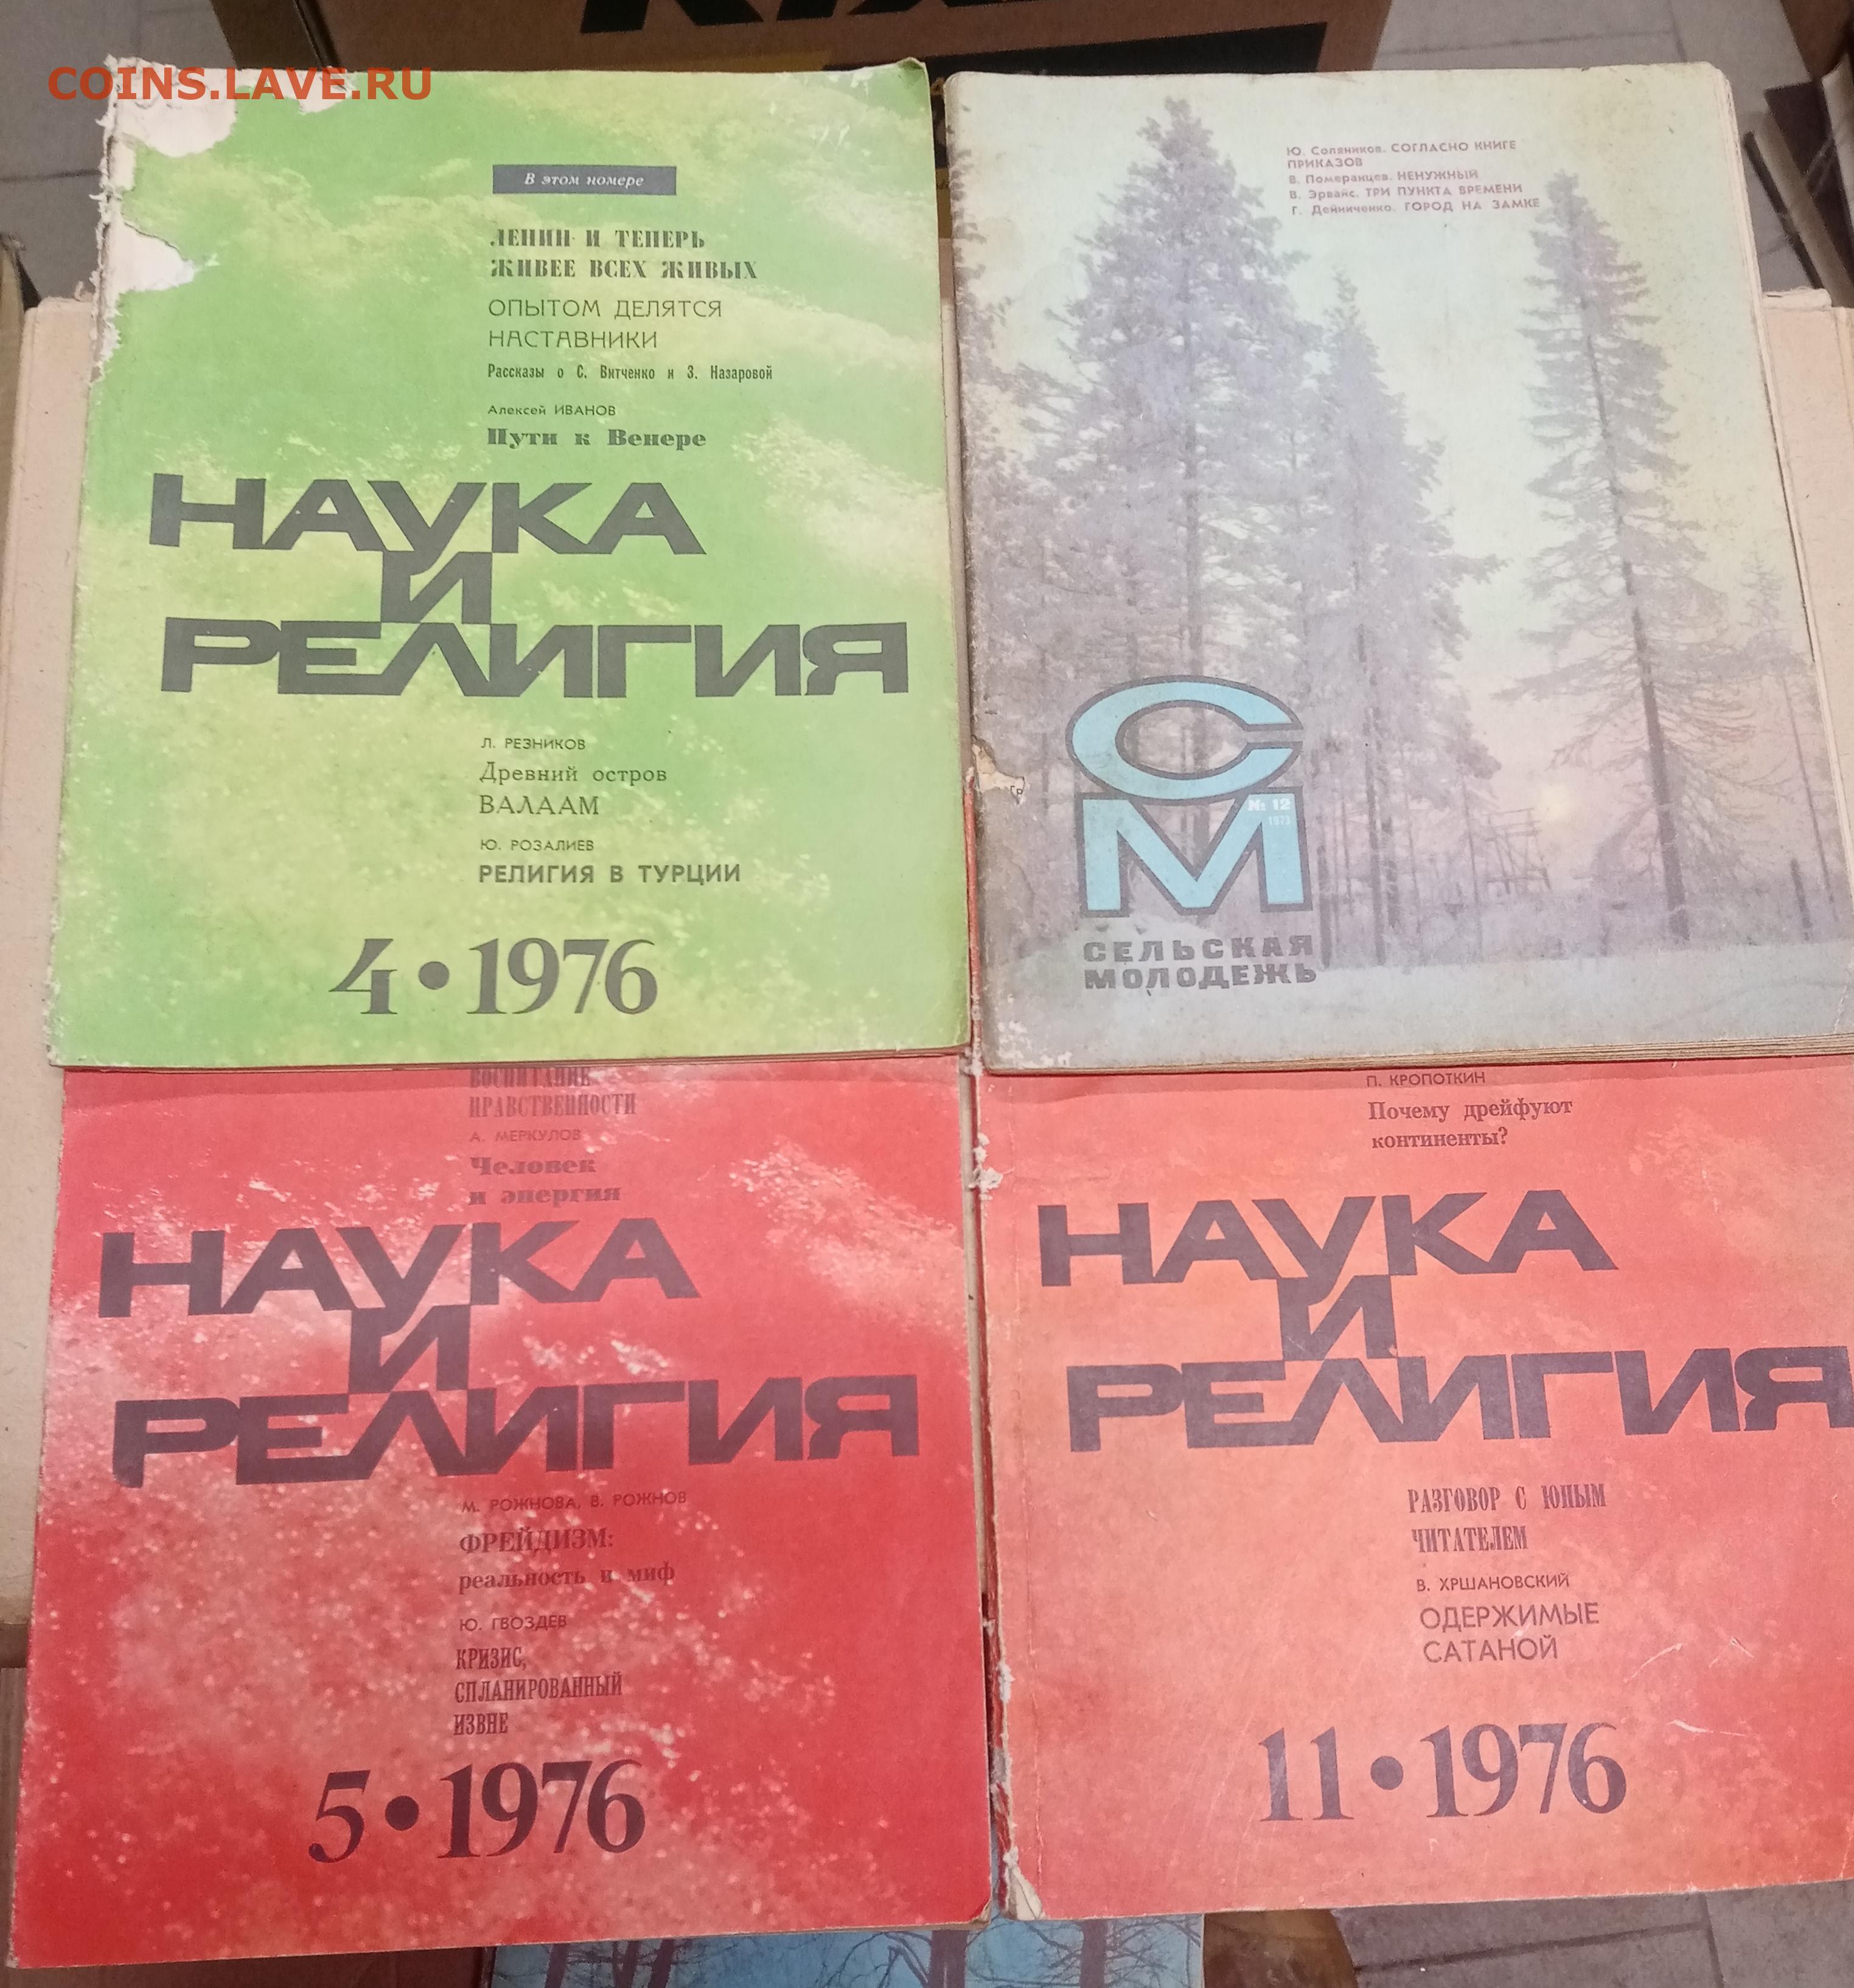 COINS.LAVE.RU
В этом номере
ЛЕНИН И ТЕПЕРЬ
ЖИВЕЕ ВСЕХ ЖИВЫХ
ОПЫТОМ ДЕЛЯТСЯ
НАСТАВНИКИ
Рассказы о С. Витченко и З. Назаровой
Алексей ИВАНОВ
Пути к Венере
НАУКА
И
РЕЛИГИЯ
Л. РЕЗНИКОВ
Древний остров
ВАЛААМ
Ю. РОЗАЛИЕВ
РЕЛИГИЯ В ТУРЦИИ
4•1976
Ю. Соляников. СОГЛАСНО КНИГЕ
ПРИКАЗОВ
В. Померанцев. НЕНУЖНЫЙ
В. Эрвайс. ТРИ ПУНКТА ВРЕМЕНИ
Г. Дейниченко. ГОРОД НА ЗАМКЕ
СМ
№ 12
СЕЛЬСКАЯ
МОЛОДЕЖЬ
ВОСПИТАНИЕ
НРАВСТВЕННОСТИ
А. МЕРКУЛОВ
Человек
и энергия
НАУКА
И
РЕЛИГИЯ
М. РОЖНОВА, В. РОЖНОВ
ФРЕЙДИЗМ:
реальность и миф
Ю. ГВОЗДЕВ
КРИЗИС,
СПЛАНИРОВАННЫЙ
ИЗВНЕ
5•1976
П. КРОПОТКИН
Почему дрейфуют
континенты?
НАУКА
И
РЕЛИГИЯ
РАЗГОВОР С ЮНЫМ
ЧИТАТЕЛЕМ
В. ХРШАНОВСКИЙ
ОДЕРЖИМЫЕ
САТАНОЙ
11•1976